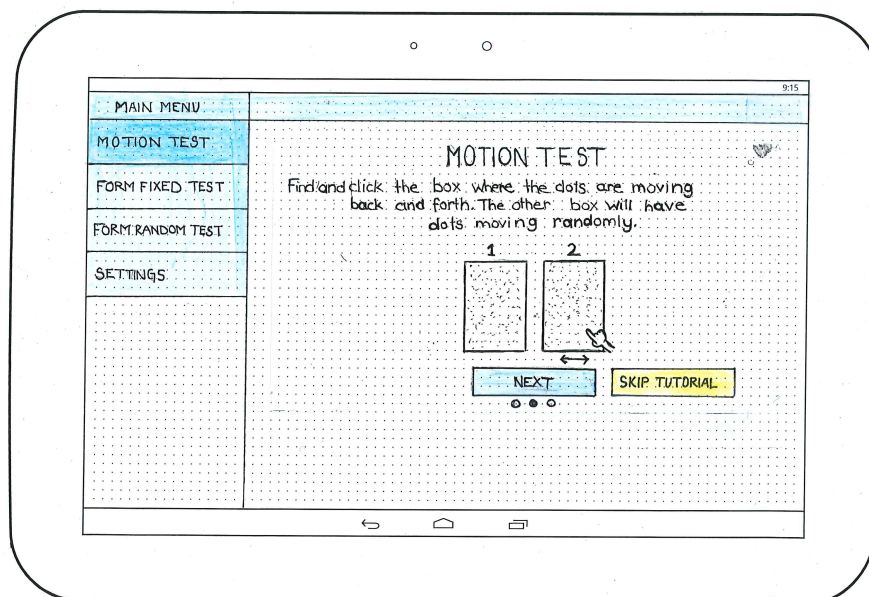 9:15
MAIN MENU
MOTION TEST
FORM FIXED TEST
FORM RANDOM TEST
SETTINGS
MOTION TEST
Find and click the box where the dots are moving
back and forth. The other box will have
dots moving randomly.
1 2
NEXT SKIP TUTORIAL